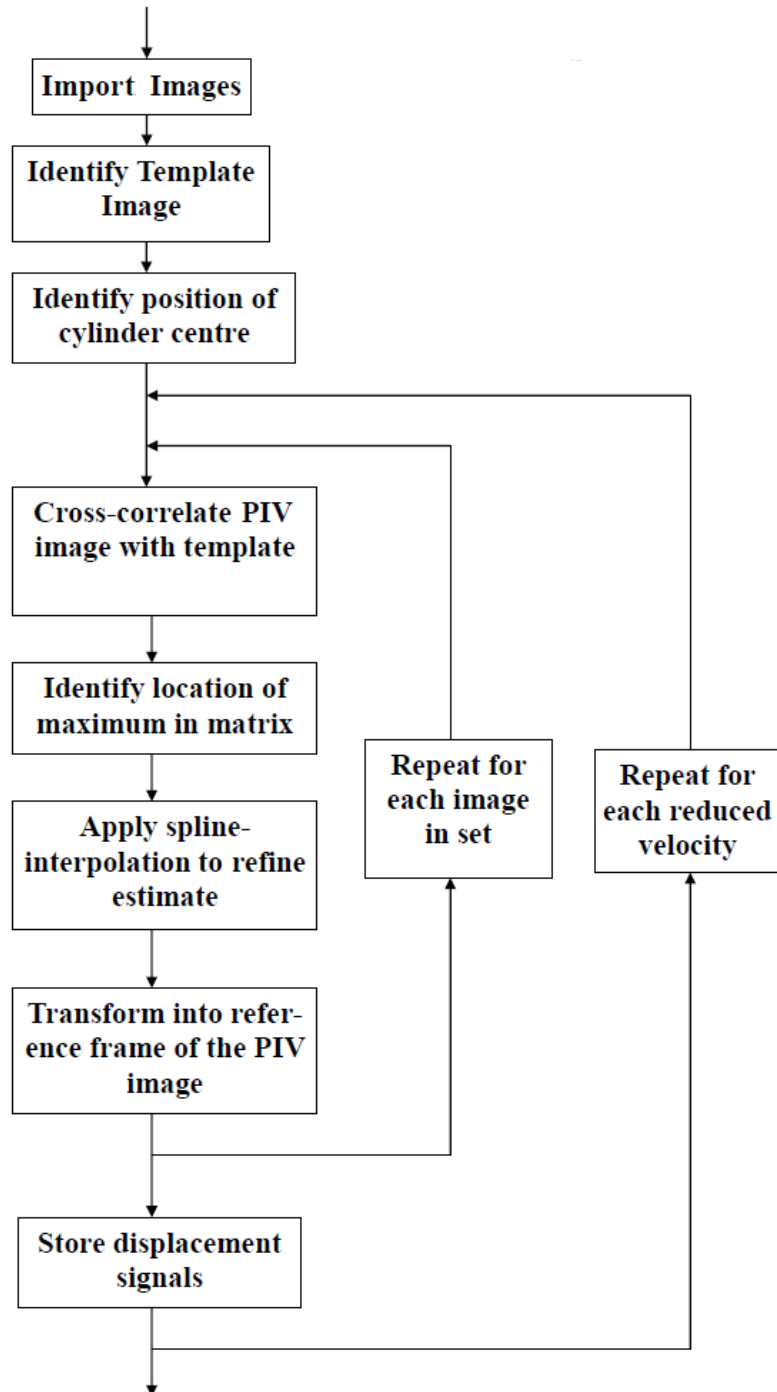 Import Images
Identify Template
Image
Identify position of
cylinder centre
Cross-correlate PIV
image with template
Identify location of
maximum in matrix
Apply spline-
interpolation to refine
estimate
Transform into refer-
ence frame of the PIV
image
Store displacement
signals
Repeat for
each image
in set
Repeat for
each reduced
velocity